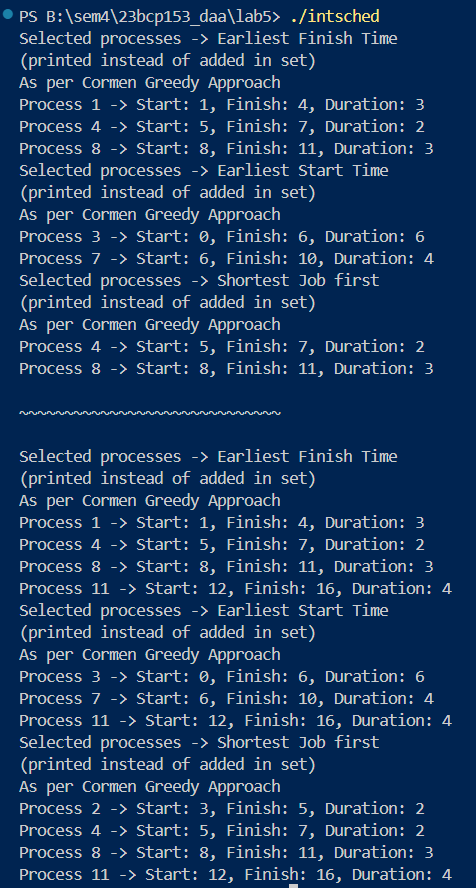 PS B:\sem4\23bcp153_daa\lab5> ./intsched
Selected processes -> Earliest Finish Time
(printed instead of added in set)
As per Cormen Greedy Approach
Process 1 -> Start: 1, Finish: 4, Duration: 3
Process 4 -> Start: 5, Finish: 7, Duration: 2
Process 8 -> Start: 8, Finish: 11, Duration: 3
Selected processes -> Earliest Start Time
(printed instead of added in set)
As per Cormen Greedy Approach
Process 3 -> Start: 0, Finish: 6, Duration: 6
Process 7 -> Start: 6, Finish: 10, Duration: 4
Selected processes -> Shortest Job first
(printed instead of added in set)
As per Cormen Greedy Approach
Process 4 -> Start: 5, Finish: 7, Duration: 2
Process 8 -> Start: 8, Finish: 11, Duration: 3
~~~~~~~~~~~~~~~~~~~~~~~~~~~~~
Selected processes -> Earliest Finish Time
(printed instead of added in set)
As per Cormen Greedy Approach
Process 1 -> Start: 1, Finish: 4, Duration: 3
Process 4 -> Start: 5, Finish: 7, Duration: 2
Process 8 -> Start: 8, Finish: 11, Duration: 3
Process 11 -> Start: 12, Finish: 16, Duration: 4
Selected processes -> Earliest Start Time
(printed instead of added in set)
As per Cormen Greedy Approach
Process 3 -> Start: 0, Finish: 6, Duration: 6
Process 7 -> Start: 6, Finish: 10, Duration: 4
Process 11 -> Start: 12, Finish: 16, Duration: 4
Selected processes -> Shortest Job first
(printed instead of added in set)
As per Cormen Greedy Approach
Process 2 -> Start: 3, Finish: 5, Duration: 2
Process 4 -> Start: 5, Finish: 7, Duration: 2
Process 8 -> Start: 8, Finish: 11, Duration: 3
Process 11 -> Start: 12, Finish: 16, Duration: 4